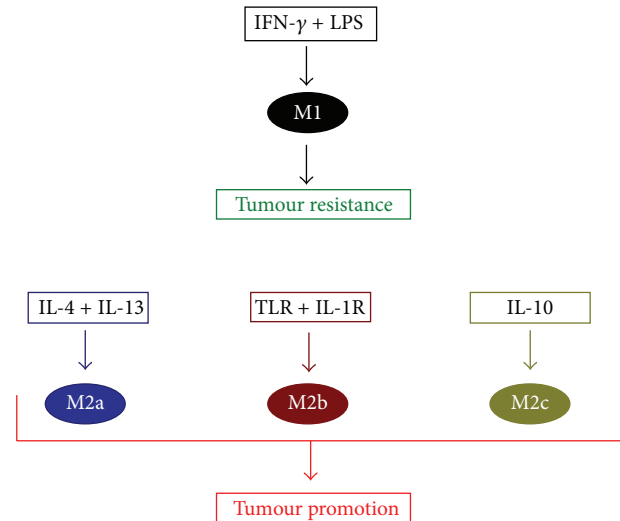 IFN-γ + LPS
M1
Tumour resistance
IL-4 + IL-13
TLR + IL-1R
IL-10
M2a
M2b
M2c
Tumour promotion